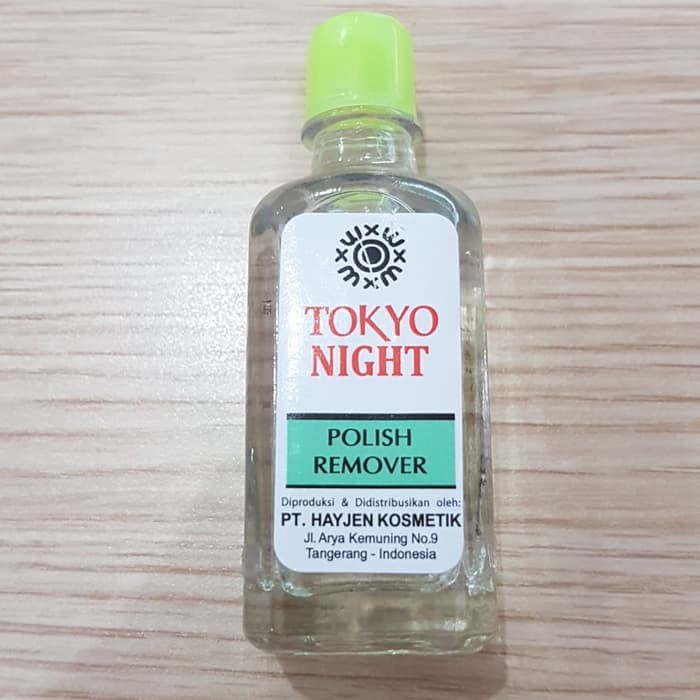 TOKYO
NIGHT
POLISH
REMOVER
Diproduksi & Didistribusikan oleh:
PT. HAYJEN KOSMETIK
Jl. Arya Kemuning No.9
Tangerang - Indonesia